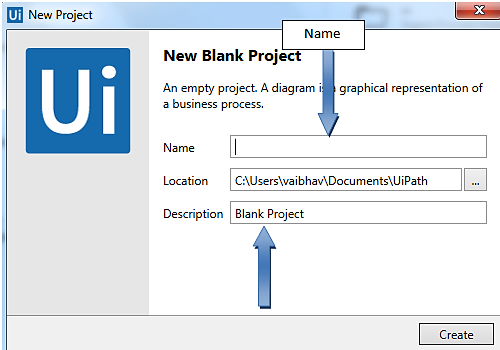 Ui New Project
Name
New Blank Project
Ui
An empty project. A diagram is a graphical representation of
a business process.
Name
Location C:\Users\vaibhav\Documents\UiPath ...
Description Blank Project
Create